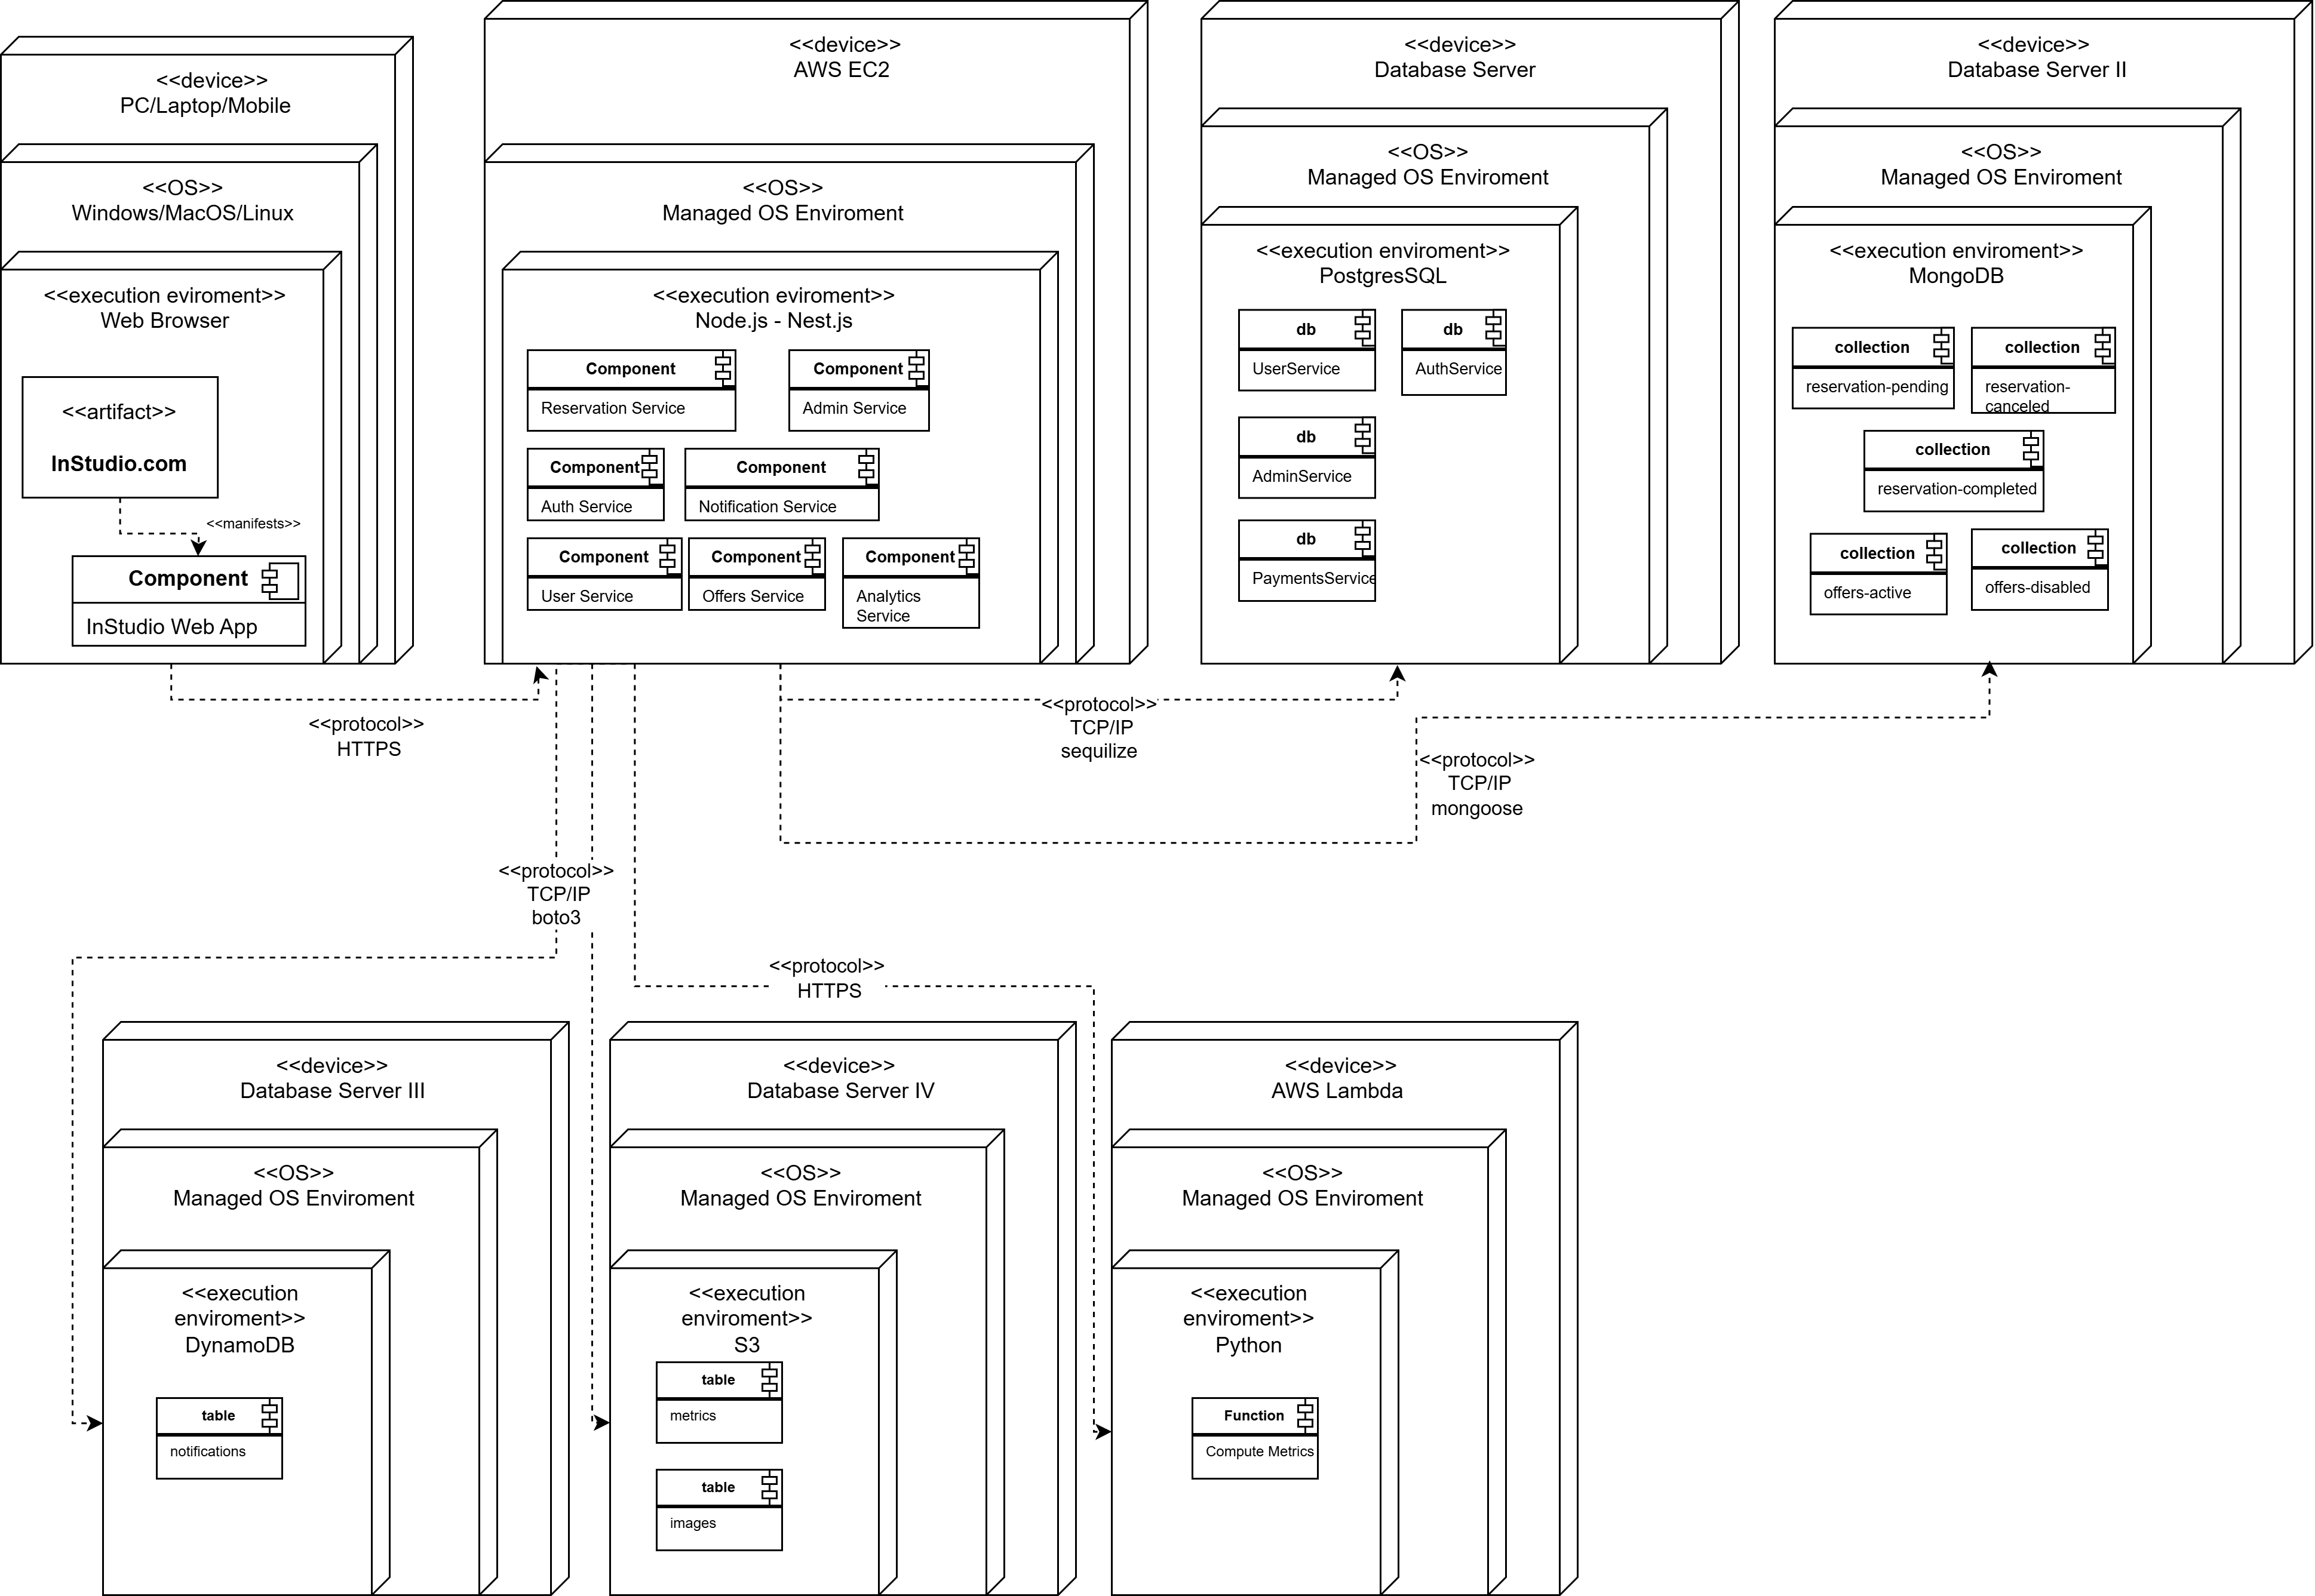 <<device>>
PC/Laptop/Mobile
<<OS>>
Windows/MacOS/Linux
<<execution eviroment>>
Web Browser
<<artifact>>
InStudio.com
<<manifests>>
Component
InStudio Web App
<<device>>
AWS EC2
<<OS>>
Managed OS Enviroment
<<execution eviroment>>
Node.js - Nest.js
Component
Reservation Service
Component
Admin Service
Component
Auth Service
Component
Notification Service
Component
User Service
Component
Offers Service
Component
Analytics
Service
<<device>>
Database Server
<<OS>>
Managed OS Enviroment
<<execution enviroment>>
PostgresSQL
db
UserService
db
AuthService
db
AdminService
db
PaymentsService
<<device>>
Database Server II
<<OS>>
Managed OS Enviroment
<<execution enviroment>>
MongoDB
collection
reservation-pending
collection
reservation-
canceled
collection
reservation-completed
collection
offers-active
collection
offers-disabled
<<protocol>>
HTTPS
<<protocol>>
TCP/IP
sequilize
<<protocol>>
TCP/IP
mongoose
<<protocol>>
TCP/IP
boto3
<<protocol>>
HTTPS
<<device>>
Database Server III
<<OS>>
Managed OS Enviroment
<<execution
enviroment>>
DynamoDB
table
notifications
<<device>>
Database Server IV
<<OS>>
Managed OS Enviroment
<<execution
enviroment>>
S3
table
metrics
table
images
<<device>>
AWS Lambda
<<OS>>
Managed OS Enviroment
<<execution
enviroment>>
Python
Function
Compute Metrics